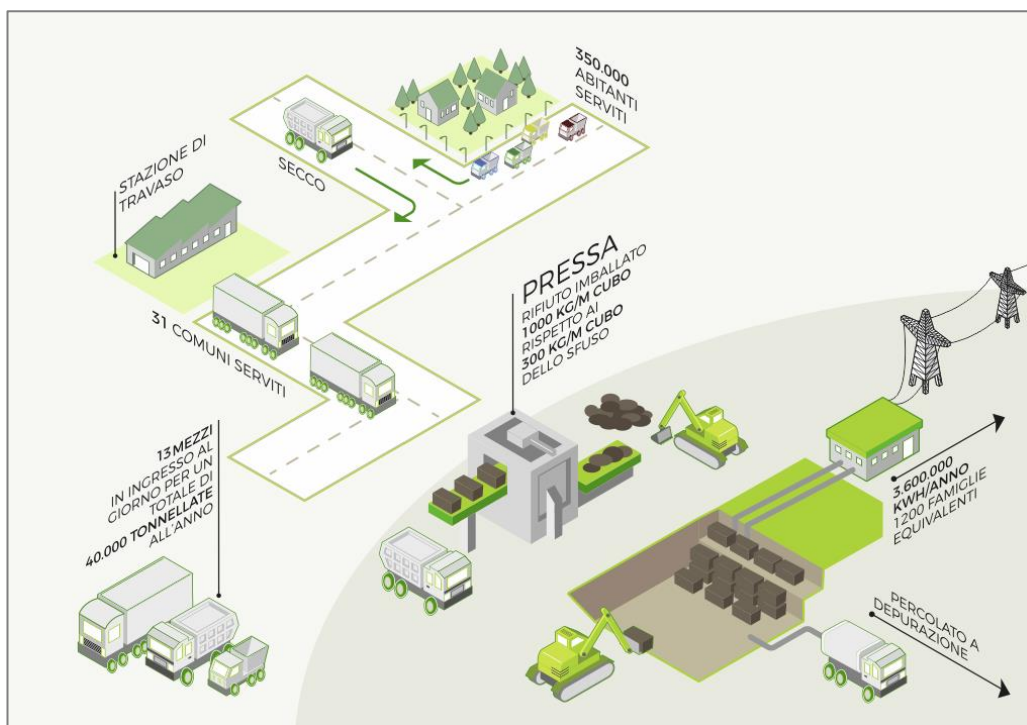 350.000
ABITANTI
SERVITI
SECCO
STAZIONE DI
TRAVASO
31 COMUNI SERVITI
PRESSA
RIFIUTO IMBALLATO
1000 KG/M CUBO
RISPETTO AI
300 KG/M CUBO
DELLO SFUSO
13 MEZZI
IN INGRESSO AL
GIORNO PER UN
TOTALE DI
40.000 TONNELLATE
ALL'ANNO
3.600.000
KWH/ANNO
1200 FAMIGLIE
EQUIVALENTI
PERCOLATO A
DEPURAZIONE